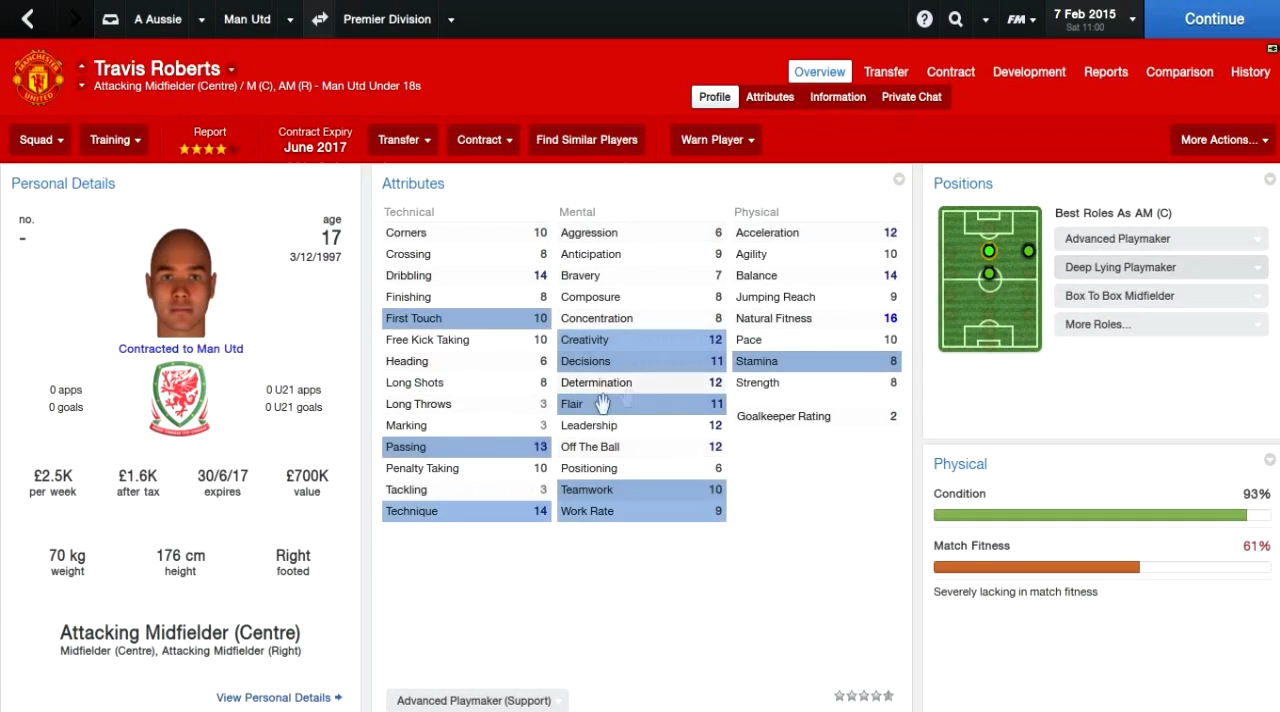 A Aussie
Man Utd
Premier Division
FM
7 Feb 2015
Sat 11:00
Continue
Travis Roberts
Attacking Midfielder (Centre) / M (C), AM (R) - Man Utd Under 18s
Overview Transfer Contract Development Reports Comparison History
Profile Attributes Information Private Chat
Squad
Training
Report
Contract Expiry
June 2017
Transfer
Contract
Find Similar Players
Warn Player
More Actions...
Personal Details
no.
-
age
17
3/12/1997
Contracted to Man Utd
0 apps
0 goals
0 U21 apps
0 U21 goals
£2.5K
per week
£1.6K
after tax
30/6/17
expires
£700K
value
70 kg
weight
176 cm
height
Right
footed
Attacking Midfielder (Centre)
Midfielder (Centre), Attacking Midfielder (Right)
View Personal Details
Attributes
Technical
Corners 10
Crossing 8
Dribbling 14
Finishing 8
First Touch 10
Free Kick Taking 10
Heading 6
Long Shots 8
Long Throws 3
Marking 3
Passing 13
Penalty Taking 10
Tackling 3
Technique 14
Mental
Aggression 6
Anticipation 9
Bravery 7
Composure 8
Concentration 8
Creativity 12
Decisions 11
Determination 12
Flair 11
Leadership 12
Off The Ball 12
Positioning 6
Teamwork 10
Work Rate 9
Physical
Acceleration 12
Agility 10
Balance 14
Jumping Reach 9
Natural Fitness 16
Pace 10
Stamina 8
Strength 8
Goalkeeper Rating 2
Advanced Playmaker (Support)
Positions
Best Roles As AM (C)
Advanced Playmaker
Deep Lying Playmaker
Box To Box Midfielder
More Roles...
Physical
Condition 93%
Match Fitness 61%
Severely lacking in match fitness